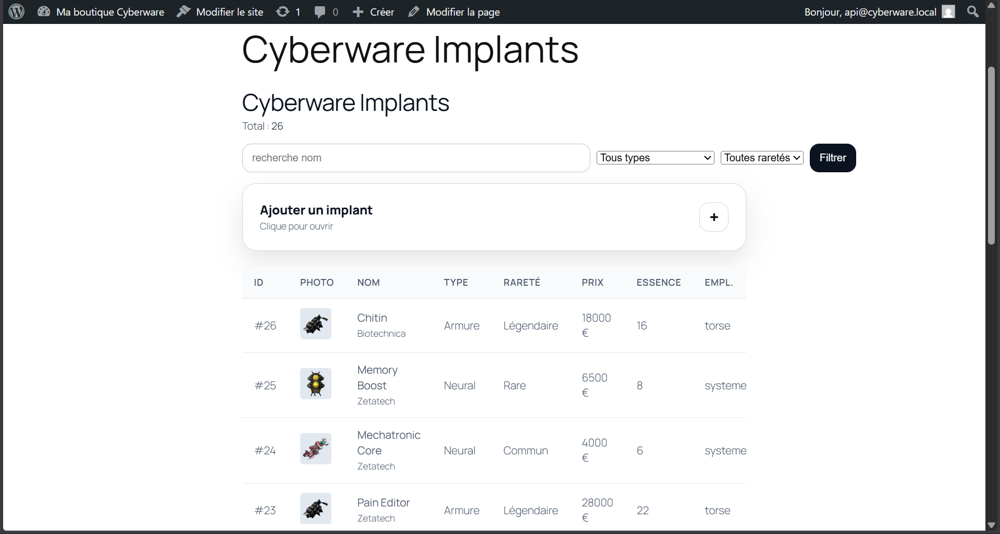 Ma boutique Cyberware Modifier le site 1 0 Créer Modifier la page Bonjour, api@cyberware.local
Cyberware Implants
Cyberware Implants
Total : 26
recherche nom Tous types Toutes raretés Filtrer
Ajouter un implant
Clique pour ouvrir
+
ID PHOTO NOM TYPE RARETÉ PRIX ESSENCE EMPL.
#26 Chitin Biotechnica Armure Légendaire 18000 € 16 torse
#25 Memory Boost Zetatech Neural Rare 6500 € 8 systeme
#24 Mechatronic Core Zetatech Neural Commun 4000 € 6 systeme
#23 Pain Editor Zetatech Armure Légendaire 28000 € 22 torse